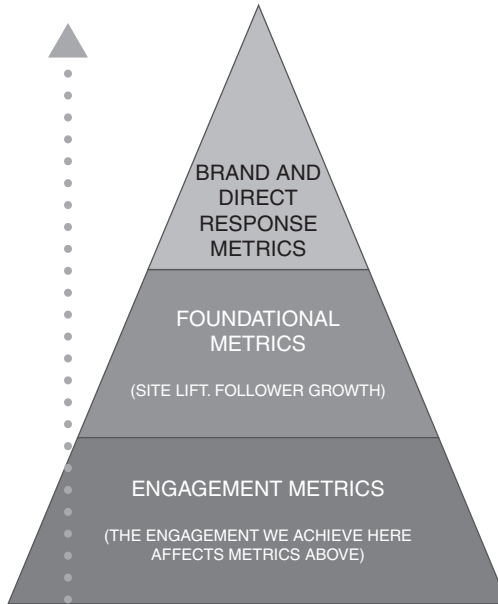 BRAND AND
DIRECT
RESPONSE
METRICS
FOUNDATIONAL
METRICS
(SITE LIFT. FOLLOWER GROWTH)
ENGAGEMENT METRICS
(THE ENGAGEMENT WE ACHIEVE HERE
AFFECTS METRICS ABOVE)